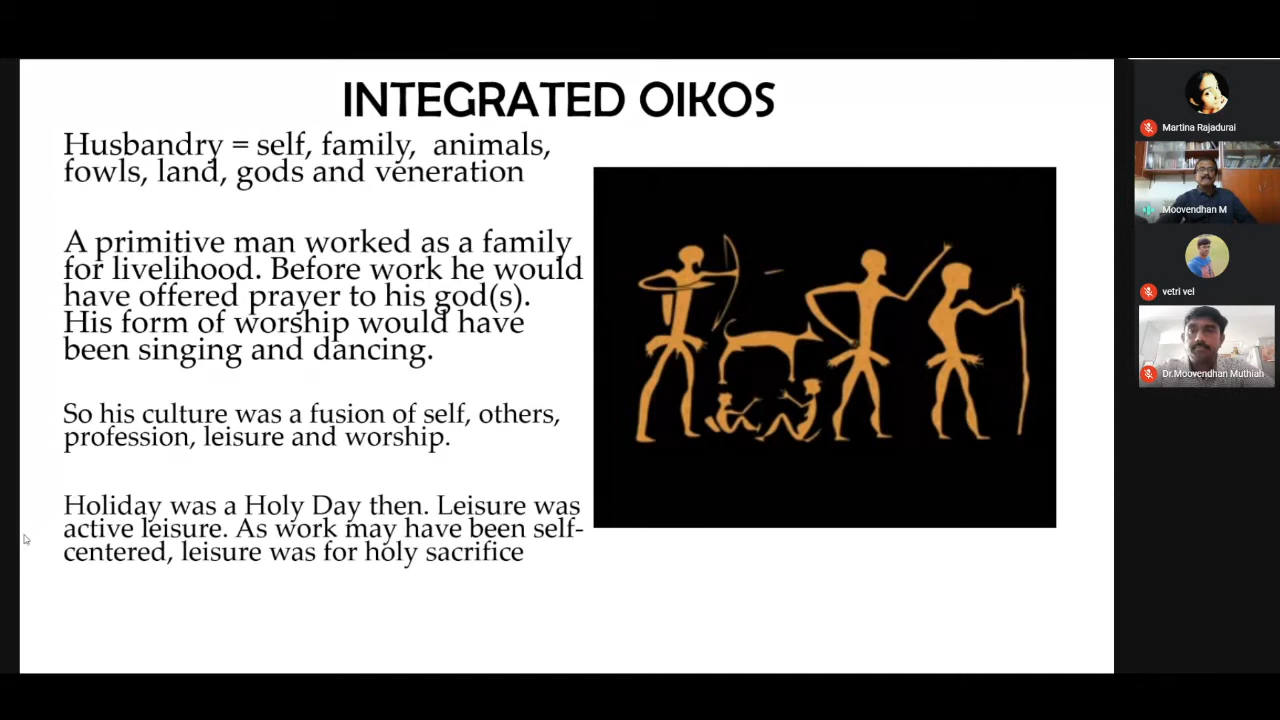 INTEGRATED OIKOS
Husbandry = self, family, animals,
fowls, land, gods and veneration
A primitive man worked as a family
for livelihood. Before work he would
have offered prayer to his god(s).
His form of worship would have
been singing and dancing.
So his culture was a fusion of self, others,
profession, leisure and worship.
Holiday was a Holy Day then. Leisure was
active leisure. As work may have been self-
centered, leisure was for holy sacrifice
Martina Rajadurai
Moovendhan M
vetri vel
Dr.Moovendhan Muthiah